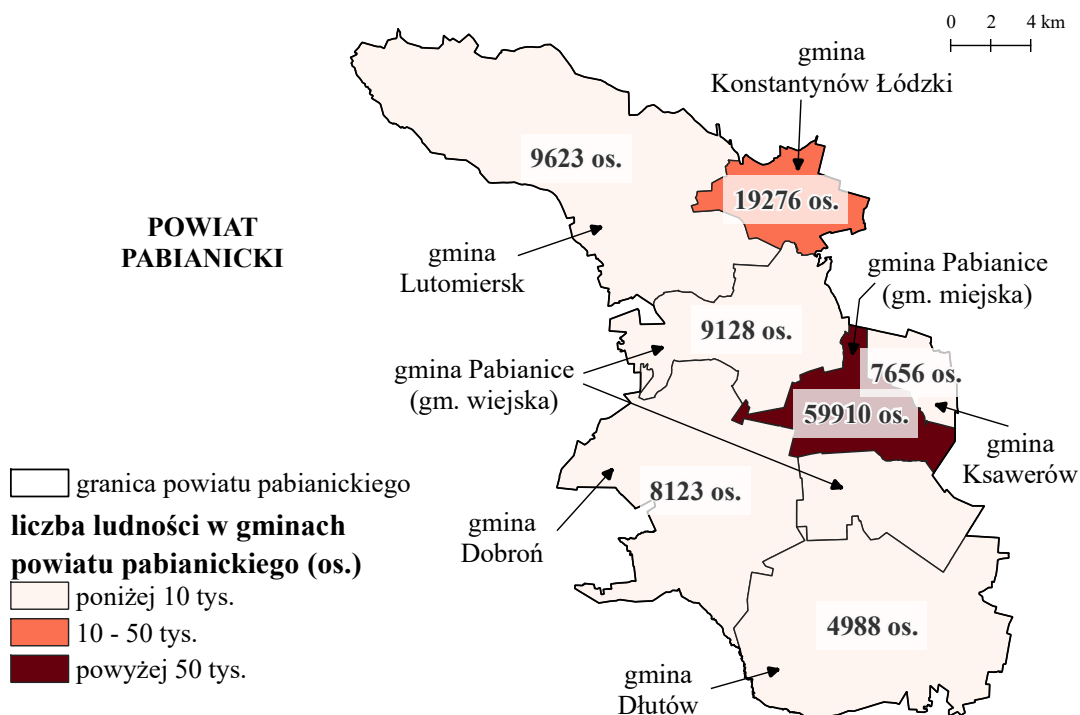 0 2 4 km
gmina
Konstantynów Łódzki
9623 os.
19276 os.
POWIAT
PABIANICKI
gmina
Lutomiersk
gmina Pabianice
(gm. miejska)
9128 os.
7656 os.
gmina Pabianice
(gm. wiejska)
59910 os.
gmina
Ksawerów
8123 os.
gmina
Dobroń
granica powiatu pabianickiego
liczba ludności w gminach
powiatu pabianickiego (os.)
poniżej 10 tys.
10 - 50 tys.
powyżej 50 tys.
4988 os.
gmina
Dłutów